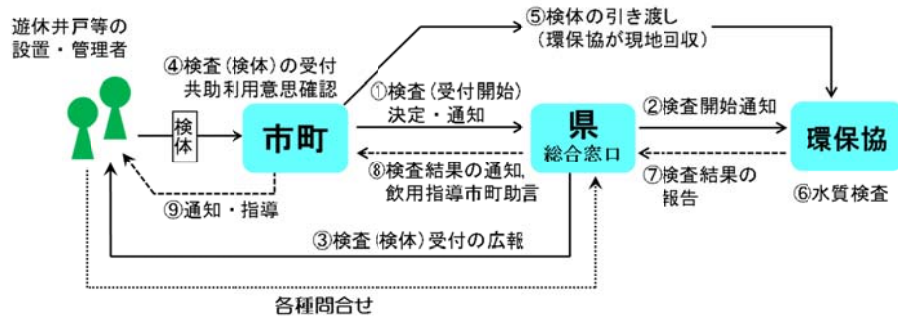 遊休井戸等の
設置・管理者
④検査(検体)の受付
共助利用意思確認
⑤検体の引き渡し
(環保協が現地回収)
①検査(受付開始)
決定・通知
②検査開始通知
検体
市町
県
総合窓口
環保協
⑧検査結果の通知,
飲用指導市町助言
⑦検査結果の
報告
⑥水質検査
⑨通知・指導
③検査(検体)受付の広報
各種問合せ